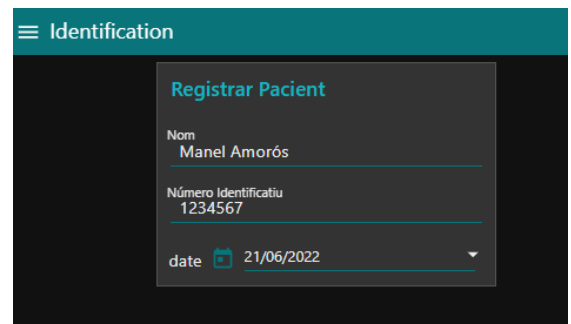 Identification
Registrar Pacient
Nom
Manel Amorós
Número Identificatiu
1234567
date 21/06/2022